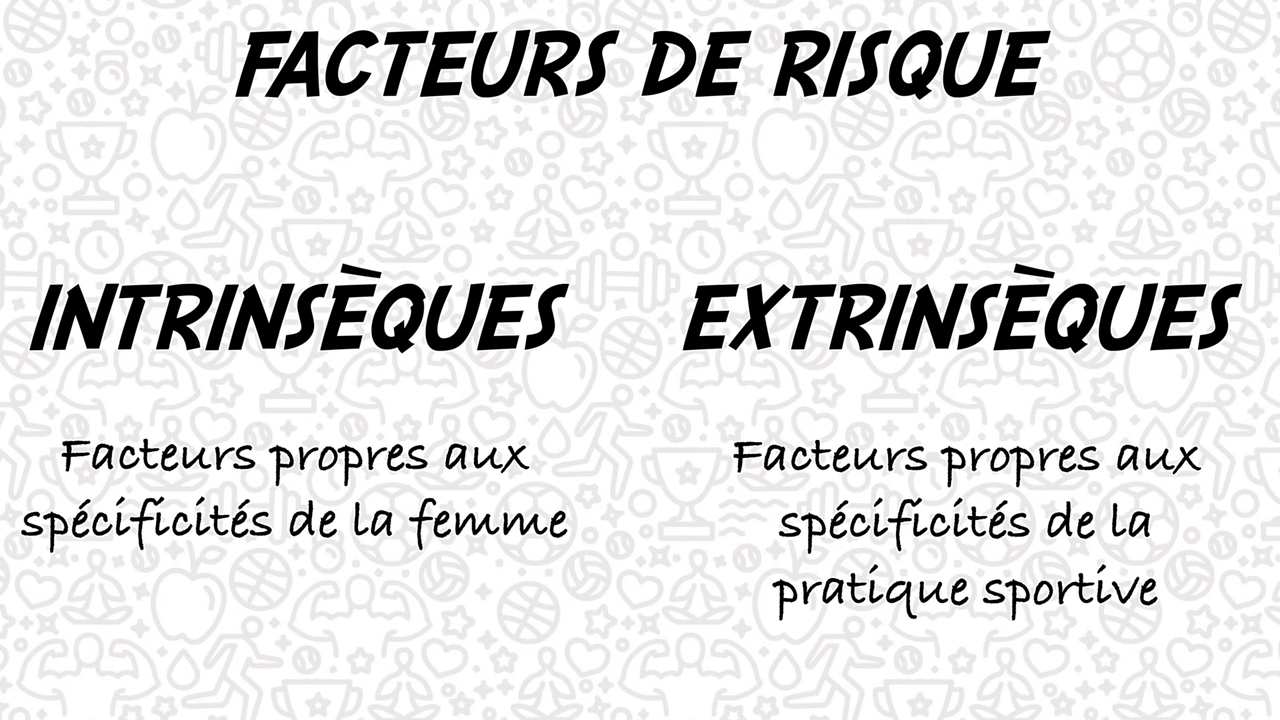 FACTEURS DE RISQUE
INTRINSÈQUES
EXTRINSÈQUES
Facteurs propres aux
spécificités de la femme
Facteurs propres aux
spécificités de la
pratique sportive